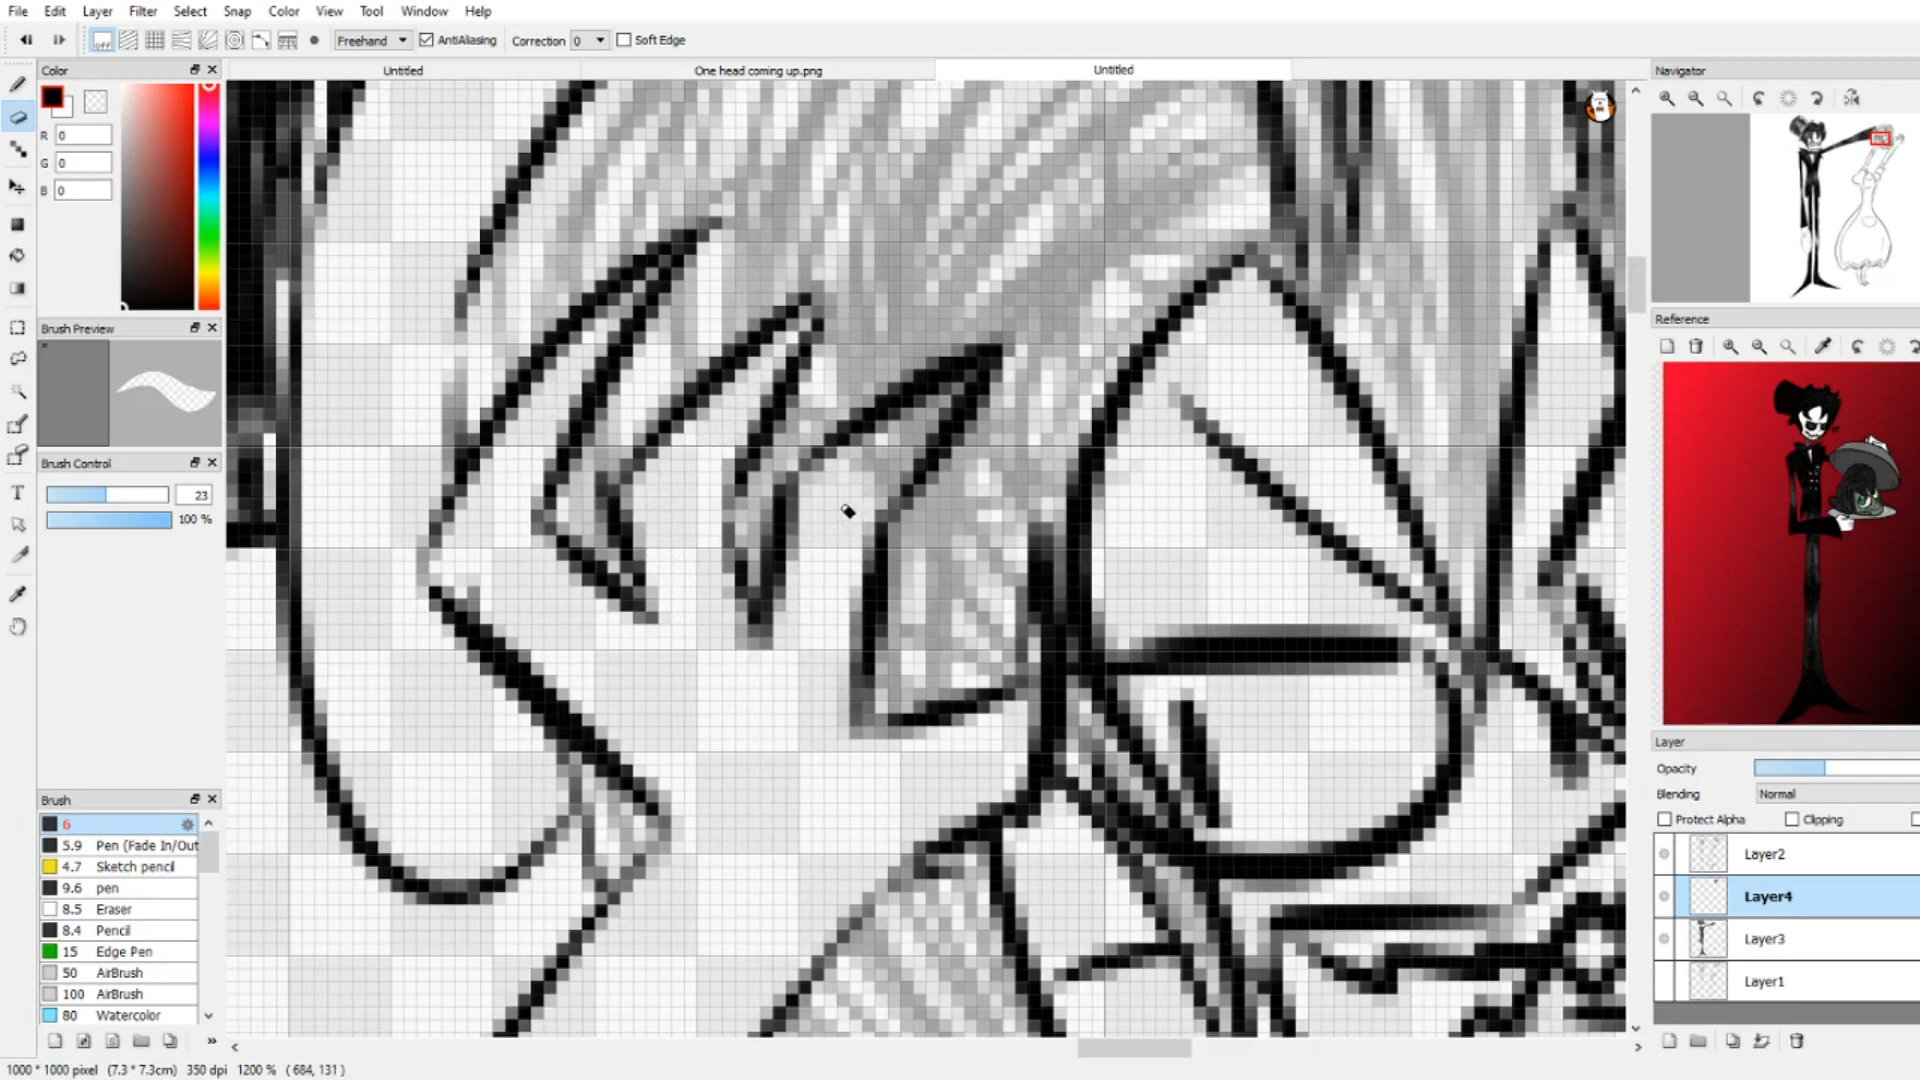 File Edit Layer Filter Select Snap Color View Tool Window Help
off Freehand AntiAliasing Correction 0 Soft Edge
Color Untitled One head coming up.png Untitled Navigator
R 0
G 0
B 0
Brush Preview
Reference
Brush Control
23
100 %
T
Layer
Opacity
Blending Normal
Protect Alpha Clipping
Layer2
Layer4
Layer3
Layer1
Brush
6
5.9 Pen (Fade In/Out
4.7 Sketch pencil
9.6 pen
8.5 Eraser
8.4 Pencil
15 Edge Pen
50 AirBrush
100 AirBrush
80 Watercolor
1000 * 1000 pixel (7.3 * 7.3cm) 350 dpi 1200 % ( 684, 131 )